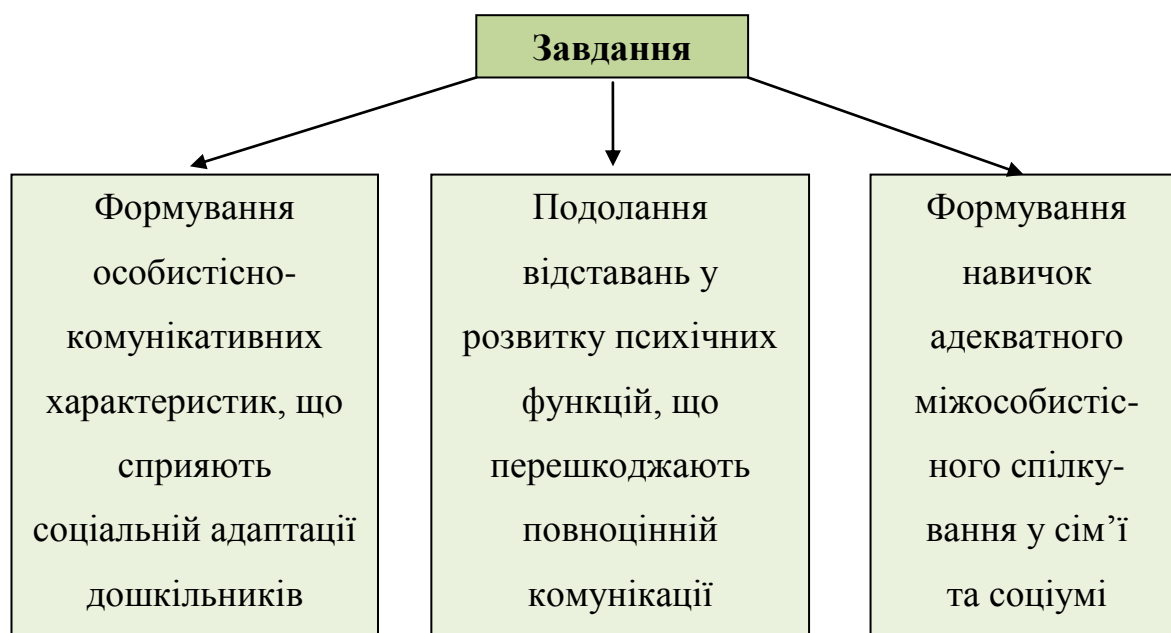 Завдання
Формування
особистісно-
комунікативних
характеристик, що
сприяють
соціальній адаптації
дошкільників
Подолання
відставань у
розвитку психічних
функцій, що
перешкоджають
повноцінній
комунікації
Формування
навичок
адекватного
міжособистіс-
ного спілку-
вання у сім’ї
та соціумі